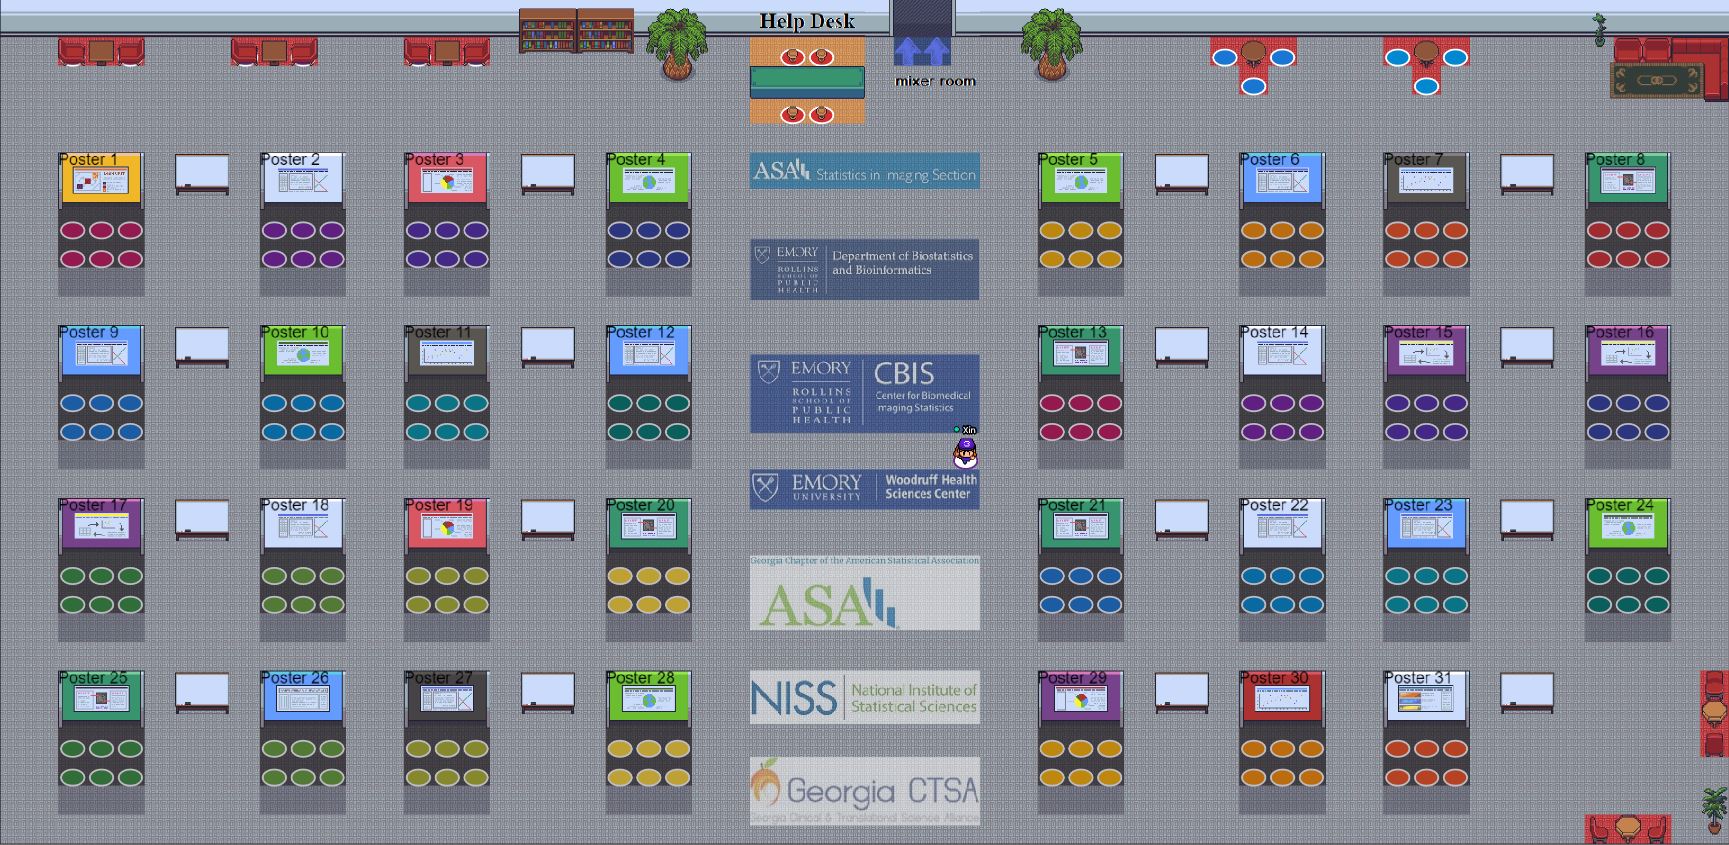 Help Desk
mixer room
Poster 1
Poster 2
Poster 3
Poster 4
ASA Statistics in Imaging Section
Poster 5
Poster 6
Poster 7
Poster 8
EMORY
ROLLINS
SCHOOL OF
PUBLIC
HEALTH
Department of Biostatistics
and Bioinformatics
Poster 9
Poster 10
Poster 11
Poster 12
EMORY
ROLLINS
SCHOOL OF
PUBLIC
HEALTH
CBIS
Center for Biomedical
Imaging Statistics
Xin
3
Poster 13
Poster 14
Poster 15
Poster 16
EMORY
UNIVERSITY
Woodruff Health
Sciences Center
Poster 17
Poster 18
Poster 19
Poster 20
Georgia Chapter of the American Statistical Association
ASA
Poster 21
Poster 22
Poster 23
Poster 24
Poster 25
Poster 26
Poster 27
Poster 28
NISS
National Institute of
Statistical Sciences
Poster 29
Poster 30
Poster 31
Georgia CTSA
Georgia Clinical & Translational Science Alliance